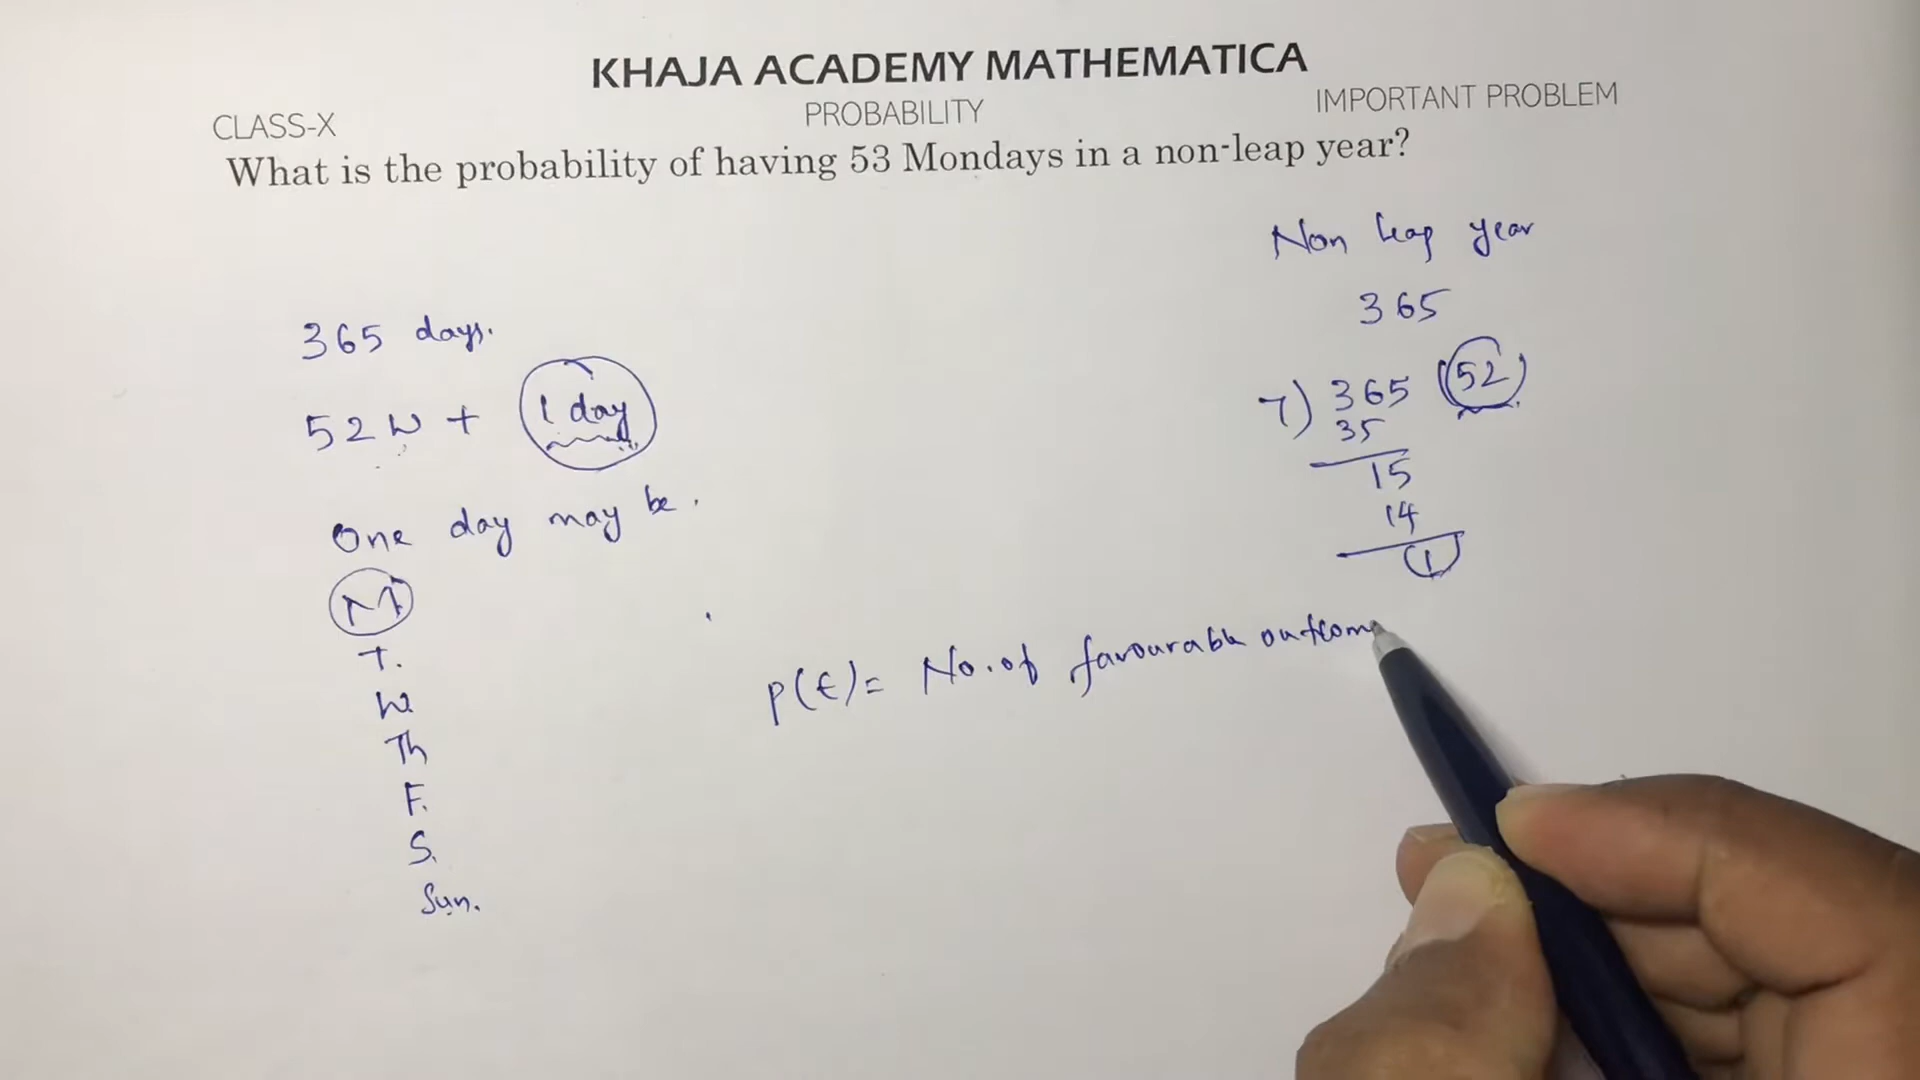 KHAJA ACADEMY MATHEMATICA
CLASS-X
PROBABILITY
IMPORTANT PROBLEM
What is the probability of having 53 Mondays in a non-leap year?
365 days.
52 W + 1 day
One day may be.
M
T.
W.
Th
F.
S.
Sun.
Non leap year
365
7) 365 (52)
35
15
14
1
P(E) = No. of favourable outcom